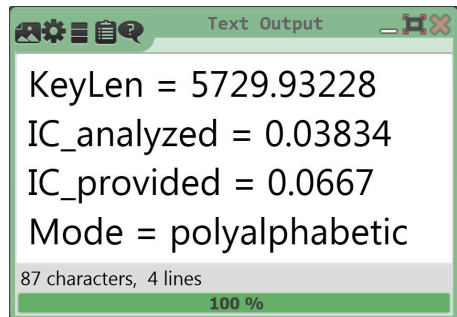 Text Output
KeyLen = 5729.93228
IC_analyzed = 0.03834
IC_provided = 0.0667
Mode = polyalphabetic
87 characters, 4 lines
100 %